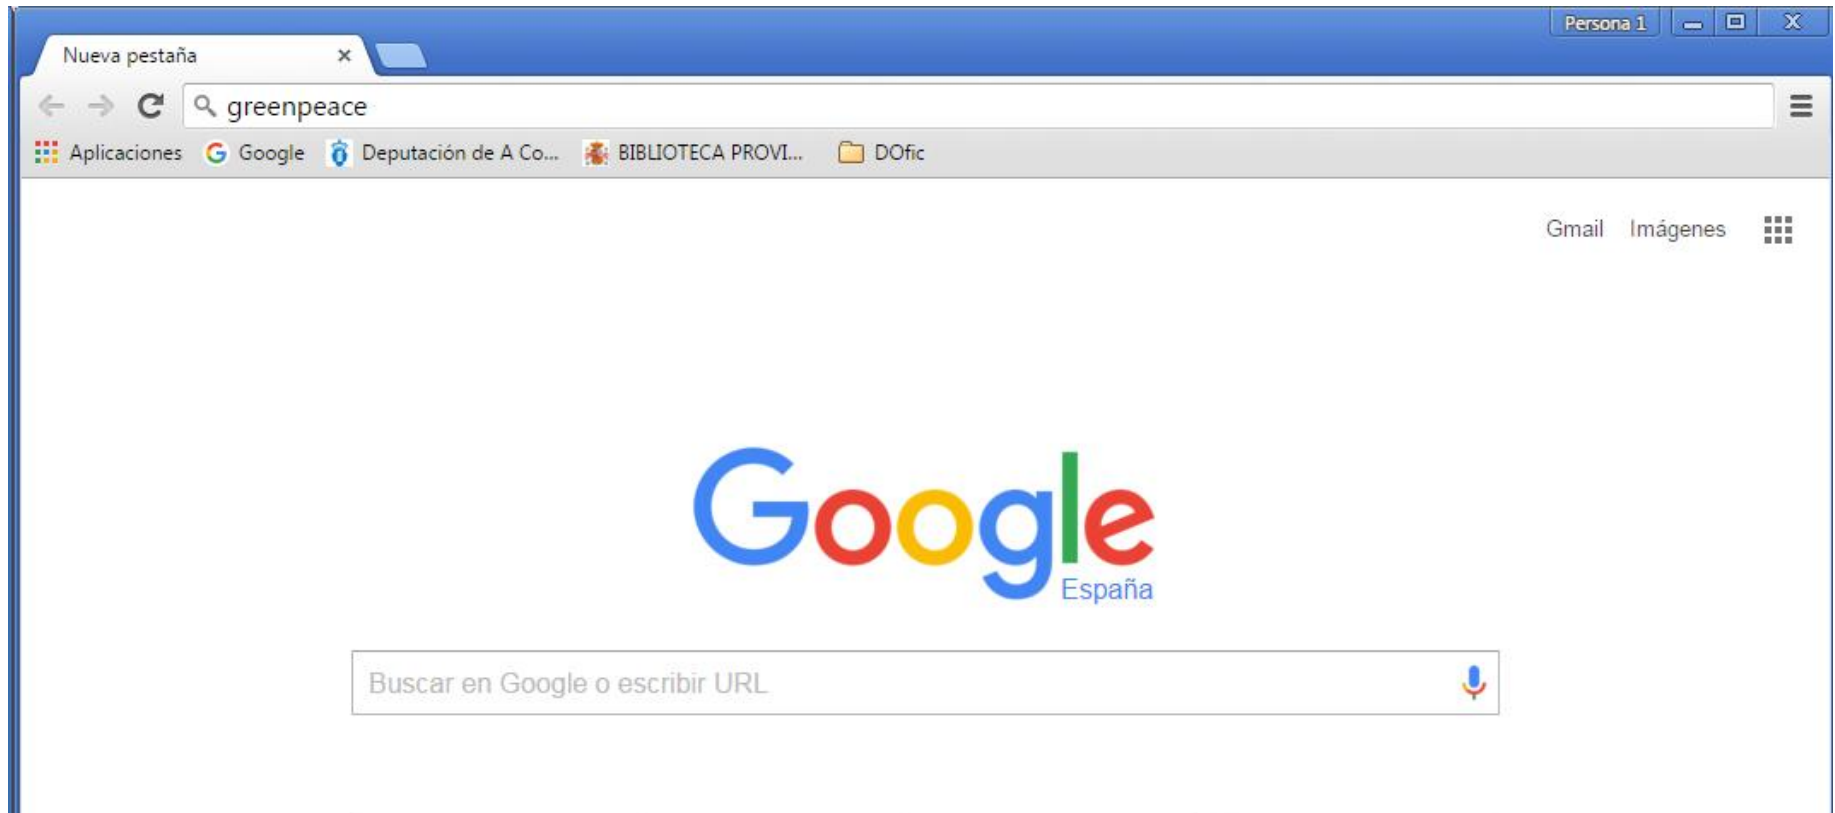 Persona 1
Nueva pestaña
greenpeace
Aplicaciones Google Deputación de A Co... BIBLIOTECA PROVI... DOfic
Gmail Imágenes
Google
España
Buscar en Google o escribir URL